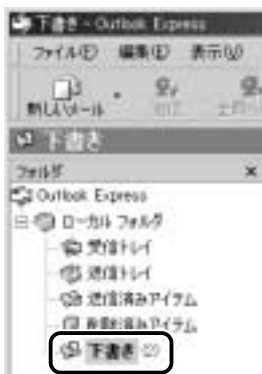 下書き - Outlook Express
ファイル(F) 編集(E) 表示(V)
新しいメール
下書き
フォルダ ×
Outlook Express
ローカル フォルダ
受信トレイ
送信トレイ
送信済みアイテム
削除済みアイテム
下書き (2)